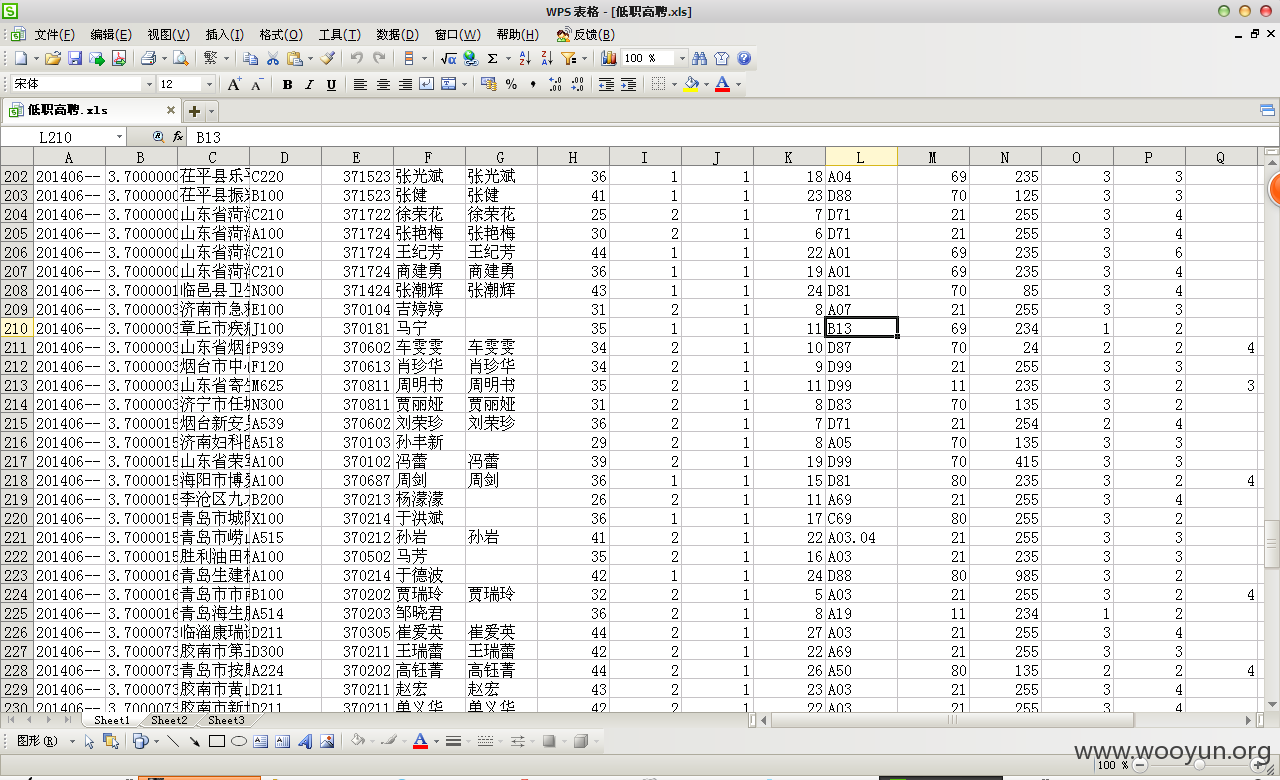 WPS 表格 - [低职高聘.xls]
文件(F) 编辑(E) 视图(V) 插入(I) 格式(O) 工具(T) 数据(D) 窗口(W) 帮助(H) 反馈(B)
100 %
宋体 12
低职高聘.xls
L210 fx B13
A B C D E F G H I J K L M N O P Q
202 201406-- 3.7000000 茌平县乐平 C220 371523 张光斌 张光斌 36 1 1 18 A04 69 235 3 3
203 201406-- 3.7000000 茌平县振兴 B100 371523 张健 张健 41 1 1 23 D88 70 125 3 3
204 201406-- 3.7000000 山东省菏泽 C210 371722 徐荣花 徐荣花 25 2 1 7 D71 21 255 3 4
205 201406-- 3.7000000 山东省菏泽 A100 371724 张艳梅 张艳梅 30 2 1 6 D71 21 255 3 4
206 201406-- 3.7000000 山东省菏泽 C210 371724 王纪芳 王纪芳 44 1 1 22 A01 69 235 3 6
207 201406-- 3.7000000 山东省菏泽 C210 371724 商建勇 商建勇 36 1 1 19 A01 69 235 3 4
208 201406-- 3.7000001 临邑县卫生 N300 371424 张潮辉 张潮辉 43 1 1 24 D81 70 85 3 4
209 201406-- 3.7000003 济南市急救 B100 370104 吉婷婷 31 2 1 8 A07 21 255 3 3
210 201406-- 3.7000003 章丘市疾病 J100 370181 马宁 35 1 1 11 B13 69 234 1 2
211 201406-- 3.7000003 山东省烟台 P939 370602 车雯雯 车雯雯 34 2 1 10 D87 70 24 2 2 4
212 201406-- 3.7000003 烟台市中心 P120 370613 肖珍华 肖珍华 34 2 1 9 D99 21 255 3 2
213 201406-- 3.7000003 山东省寄生 M625 370811 周明书 周明书 35 2 1 11 D99 11 235 3 2 3
214 201406-- 3.7000003 济宁市任城 N300 370811 贾丽娅 贾丽娅 31 2 1 8 D83 70 135 3 2
215 201406-- 3.7000015 烟台新安 A539 370602 刘荣珍 刘荣珍 36 2 1 7 D71 21 254 2 4
216 201406-- 3.7000015 济南妇科医 A518 370103 孙丰新 29 2 1 8 A05 70 135 3 3
217 201406-- 3.7000015 山东省荣军 A100 370102 冯蕾 冯蕾 39 2 1 19 D99 70 415 3 3
218 201406-- 3.7000015 海阳市博爱 A100 370687 周剑 周剑 36 1 1 15 D81 80 235 3 2 4
219 201406-- 3.7000015 李沧区九水 B200 370213 杨濛濛 26 2 1 11 A69 21 255 3 4
220 201406-- 3.7000015 青岛市城阳 X100 370214 于洪斌 36 1 1 17 C69 80 255 3 2
221 201406-- 3.7000015 青岛市崂山 A515 370212 孙岩 孙岩 41 2 1 22 A03.04 21 255 3 3
222 201406-- 3.7000015 胜利油田 A100 370502 马芳 35 2 1 16 A03 21 235 3 3
223 201406-- 3.7000016 青岛生建机 A100 370214 于德波 42 1 1 24 D88 80 985 3 2
224 201406-- 3.7000016 青岛市市南 B100 370202 贾瑞玲 贾瑞玲 32 2 1 5 A03 21 255 3 2 4
225 201406-- 3.7000016 青岛海生 A514 370203 邹晓君 36 2 1 8 A19 11 234 1 2
226 201406-- 3.7000073 临淄康瑞 D211 370305 崔爱英 崔爱英 44 2 1 27 A03 21 255 3 4
227 201406-- 3.7000073 胶南市第 D300 370211 王瑞蕾 王瑞蕾 42 2 1 22 A69 21 255 3 3
228 201406-- 3.7000073 青岛市按摩 A224 370202 高钰菁 高钰菁 44 2 1 26 A50 80 135 2 2 4
229 201406-- 3.7000073 胶南市黄山 D211 370211 赵宏 赵宏 43 2 1 23 A03 21 255 3 4
230 201406-- 3.7000073 胶南市新 D211 370211 单义华 单义华 42 2 1 22 A03 21 255 3 4
Sheet1 Sheet2 Sheet3
图形(R)
www.wooyun.org
100 %